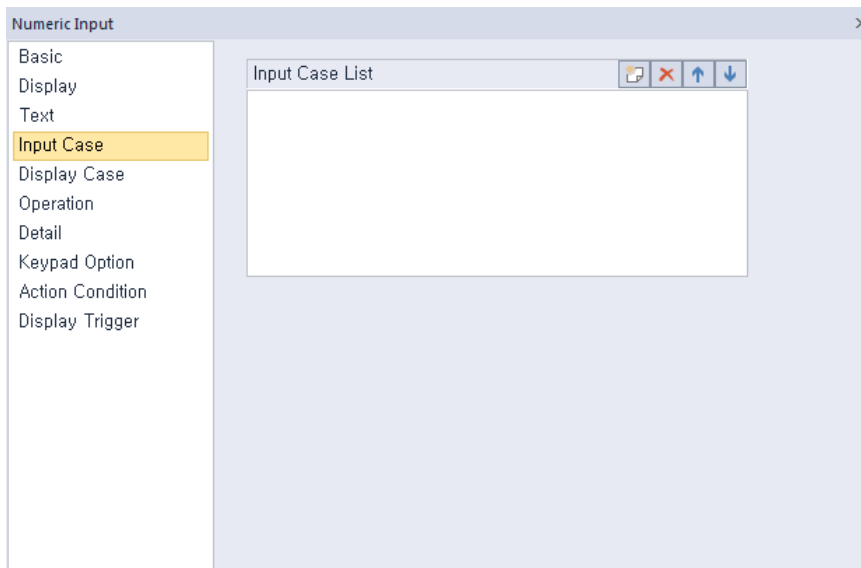 Numeric Input
Basic
Display
Text
Input Case
Display Case
Operation
Detail
Keypad Option
Action Condition
Display Trigger
Input Case List